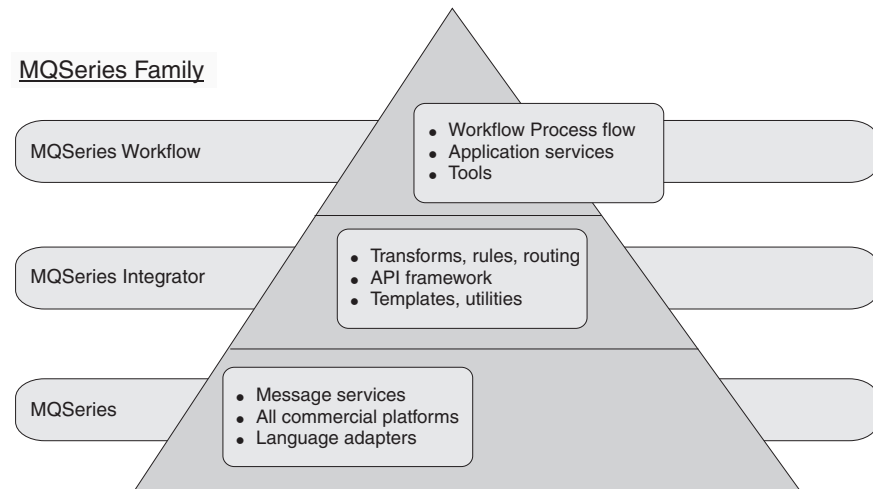 MQSeries Family
MQSeries Workflow
• Workflow Process flow
• Application services
• Tools
MQSeries Integrator
• Transforms, rules, routing
• API framework
• Templates, utilities
MQSeries
• Message services
• All commercial platforms
• Language adapters